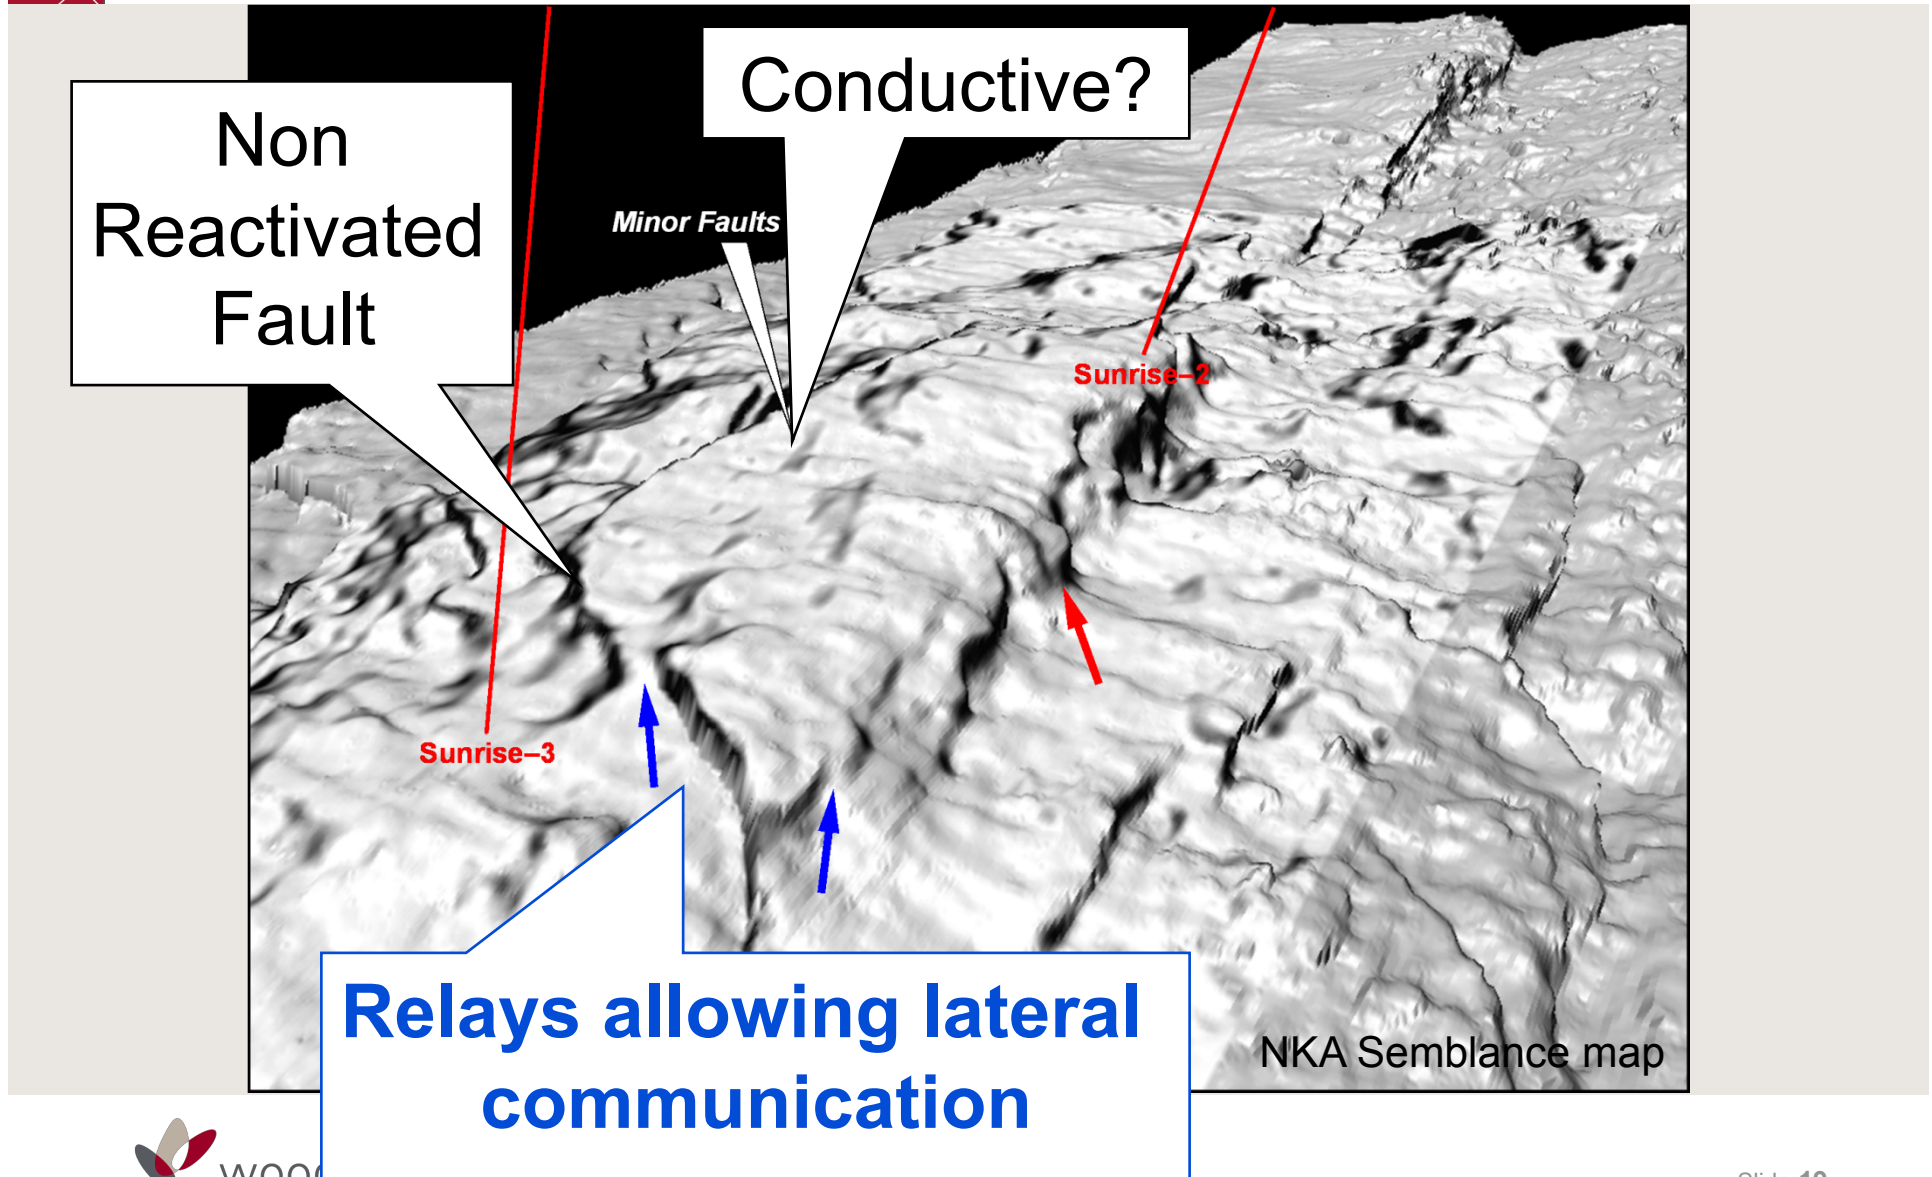 Non
Reactivated
Fault
Conductive?
Minor Faults
Sunrise–2
Sunrise–3
Relays allowing lateral
communication
NKA Semblance map